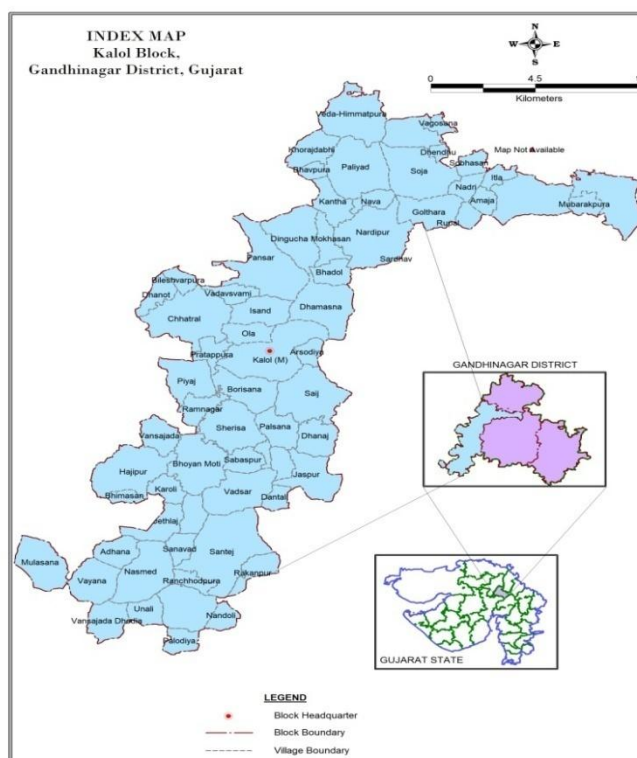 INDEX MAP
Kalol Block,
Gandhinagar District, Gujarat
N
W E
S
0 4.5 9
Kilometers
Veda-Himmatpura
Vagosana
Khorajdabhi
Dhendhu
Map Not Available
Bhavpura
Paliyad
Soja
Sobhasan
Itla
Nadri
Kantha
Nava
Golthara
Amaja
Mubarakpura
Rupal
Nardipur
Dingucha
Mokhasan
Pansar
Sardhav
Bhadol
Bileshvarpura
Dhanot
Vadavsvami
Isand
Dhamasna
Chhatral
Ola
Pratappura
Kalol (M)
Arsodiya
Piyaj
Borisana
Saij
Ramnagar
Sherisa
Palsana
Vansajada
Dhanaj
Hajipur
Bhoyan Moti
Sabaspur
Jaspur
Bhimasan
Karoli
Vadsar
Dantali
Jethlaj
Mulasana
Adhana
Sanavad
Santej
Vayana
Nasmed
Ranchhodpura
Rakanpur
Unali
Nandoli
Vansajada Dhedia
Palodiya
GANDHINAGAR DISTRICT
GUJARAT STATE
LEGEND
Block Headquarter
Block Boundary
Village Boundary